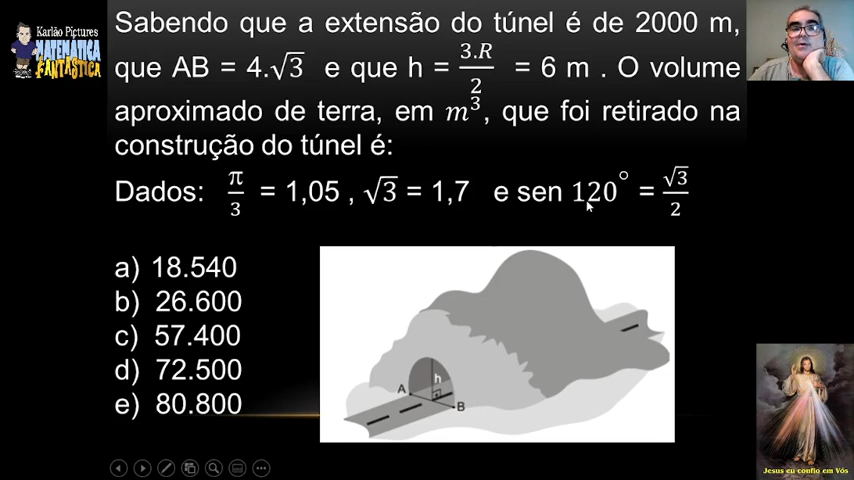 Karlão Pictures
MATEMÁTICA
FANTÁSTICA
Sabendo que a extensão do túnel é de 2000 m,
que AB = 4.√3 e que h = 3.R/2 = 6 m . O volume
aproximado de terra, em m³, que foi retirado na
construção do túnel é:
Dados: π/3 = 1,05 , √3 = 1,7 e sen 120° = √3/2
a) 18.540
b) 26.600
c) 57.400
d) 72.500
e) 80.800
h
A
B
Jesus eu confio em Vós